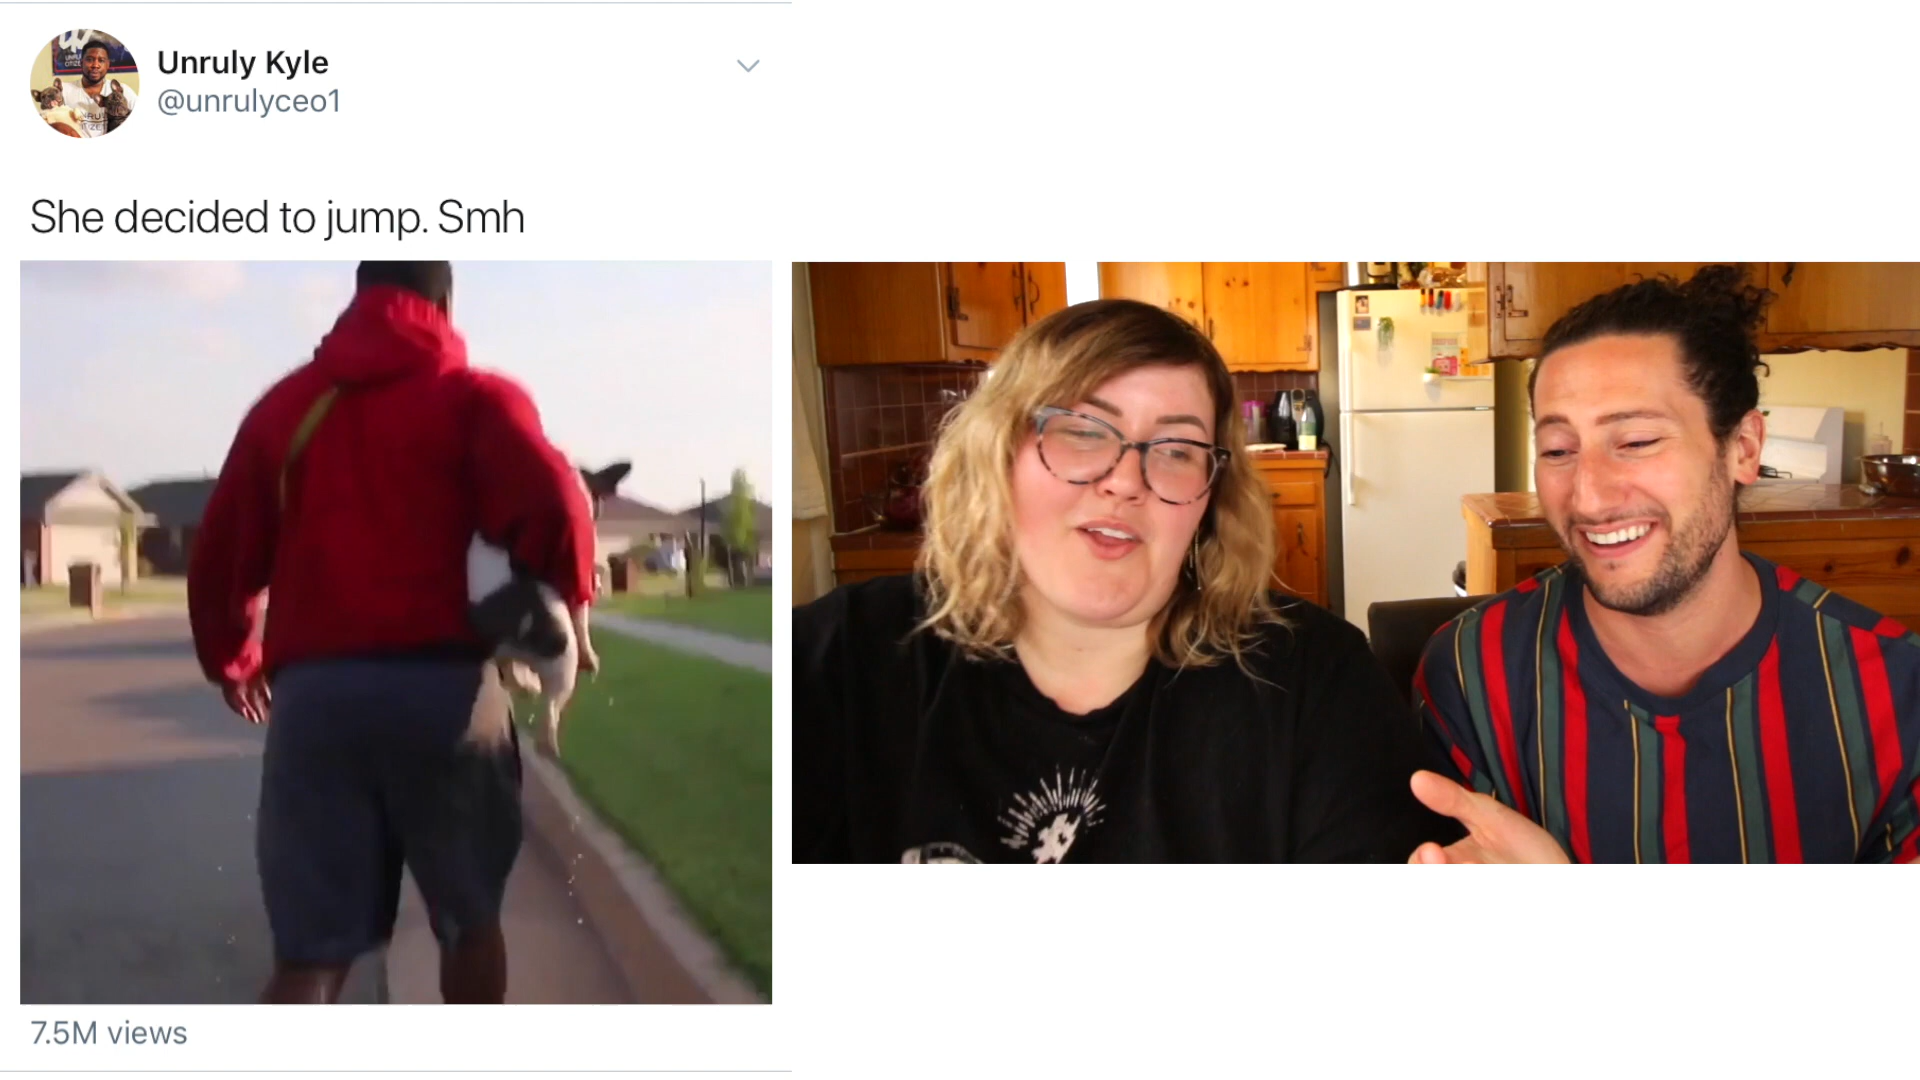 Unruly Kyle
@unrulyceo1
She decided to jump. Smh
7.5M views